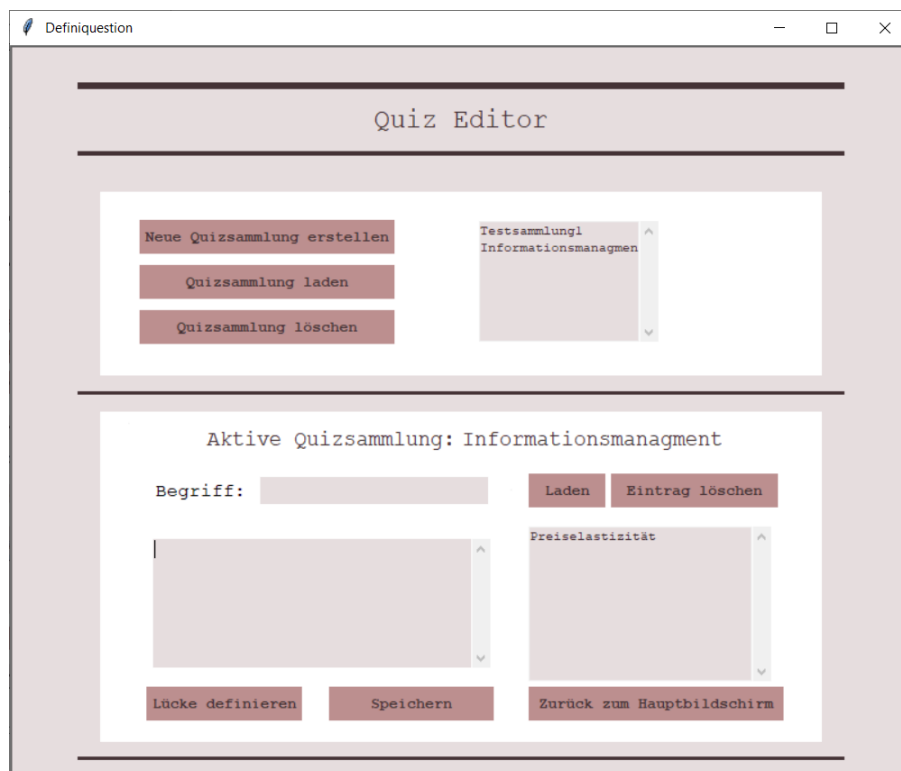 Definiquestion
Quiz Editor
Neue Quizsammlung erstellen
Quizsammlung laden
Quizsammlung löschen
Testsammlung1
Informationsmanagmen
Aktive Quizsammlung: Informationsmanagment
Begriff:
Laden
Eintrag löschen
Preiselastizität
Lücke definieren
Speichern
Zurück zum Hauptbildschirm